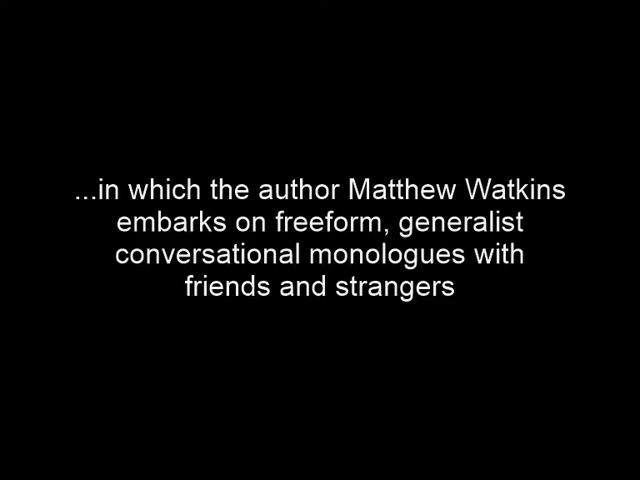 ...in which the author Matthew Watkins
embarks on freeform, generalist
conversational monologues with
friends and strangers